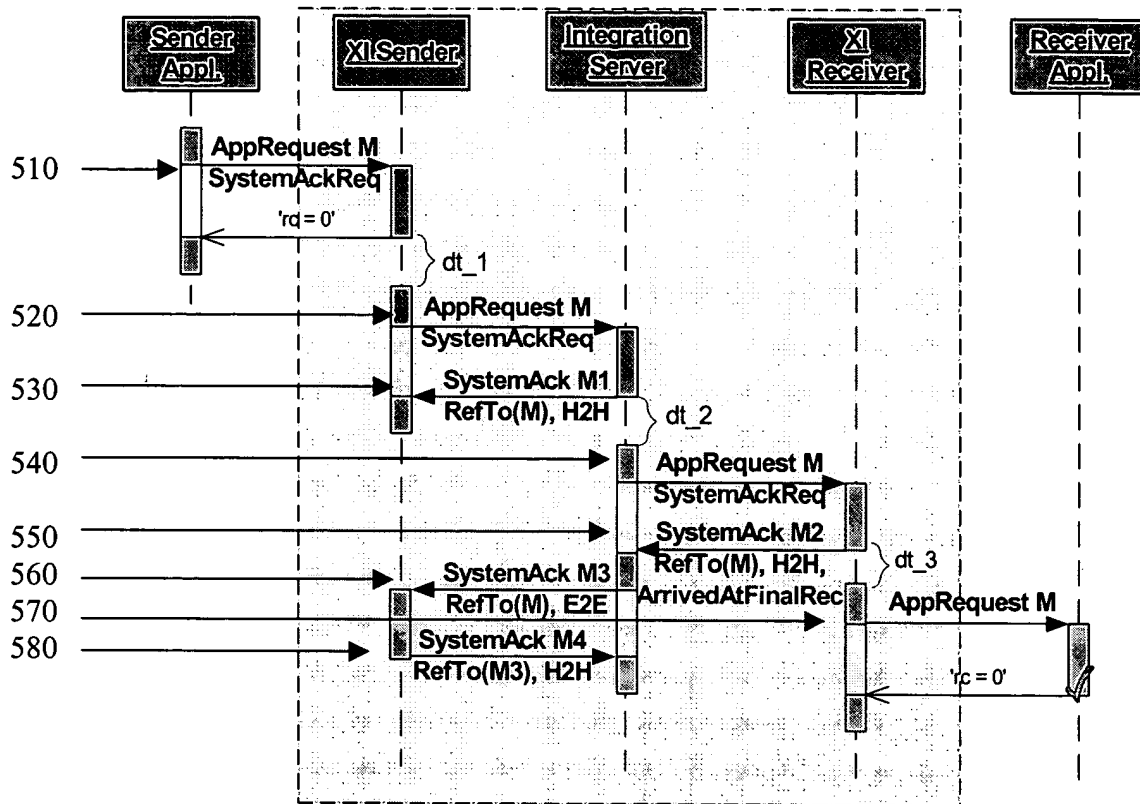 Sender
Appl.
XI Sender
Integration
Server
XI
Receiver
Receiver
Appl.
510
AppRequest M
SystemAckReq
'rc = 0'
dt_1
520
AppRequest M
SystemAckReq
530
SystemAck M1
RefTo(M), H2H
dt_2
540
AppRequest M
SystemAckReq
550
SystemAck M2
RefTo(M), H2H,
ArrivedAtFinalRec
dt_3
560
SystemAck M3
RefTo(M), E2E
570
AppRequest M
580
SystemAck M4
RefTo(M3), H2H
'rc = 0'